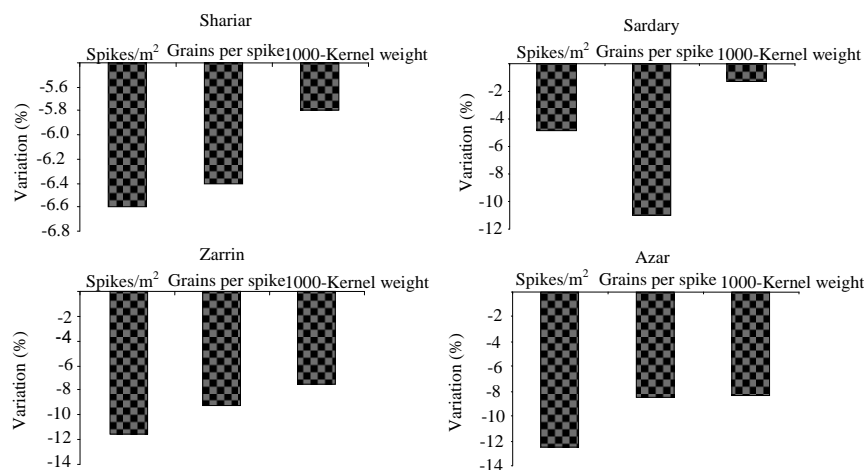 Shariar
Spikes/m² Grains per spike 1000-Kernel weight
-5.6
-5.8
-6.0
-6.2
-6.4
-6.6
-6.8
Variation (%)
Sardary
Spikes/m² Grains per spike 1000-Kernel weight
-2
-4
-6
-8
-10
-12
Variation (%)
Zarrin
Spikes/m² Grains per spike 1000-Kernel weight
-2
-4
-6
-8
-10
-12
-14
Variation (%)
Azar
Spikes/m² Grains per spike 1000-Kernel weight
-2
-4
-6
-8
-10
-12
-14
Variation (%)